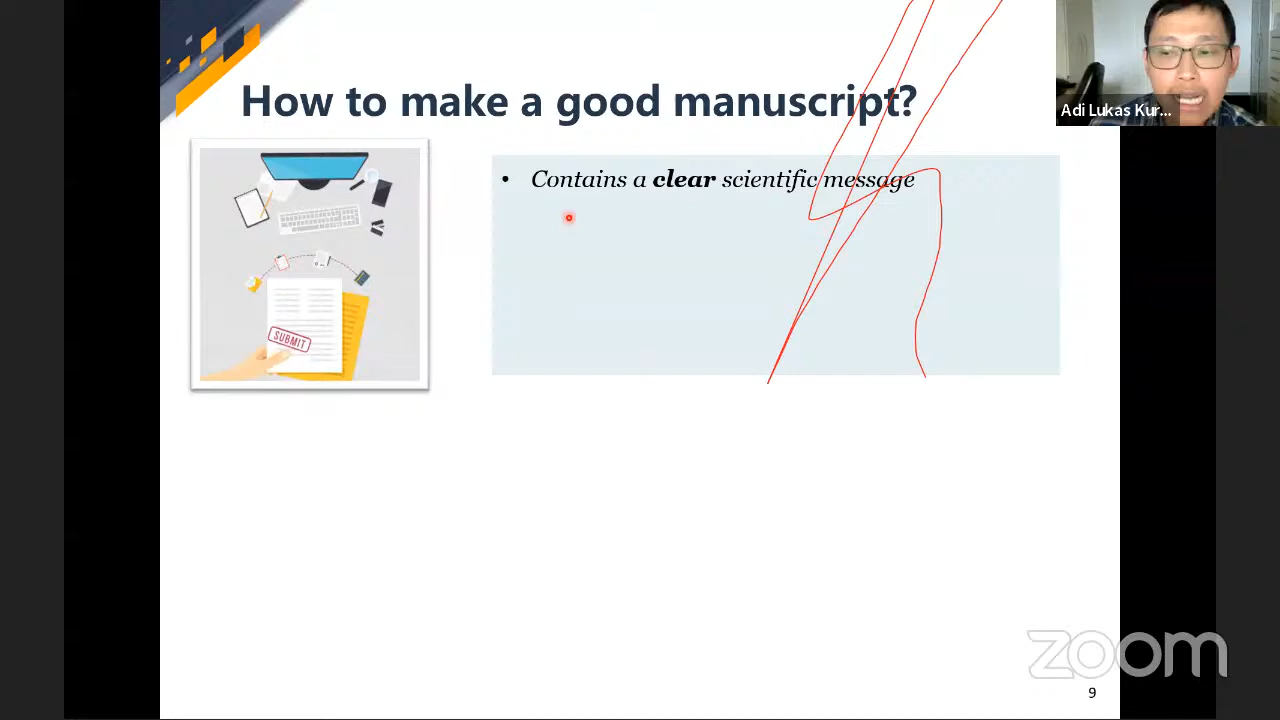 How to make a good manuscript?
Adi Lukas Kur...
• Contains a clear scientific message
SUBMIT
zoom
9